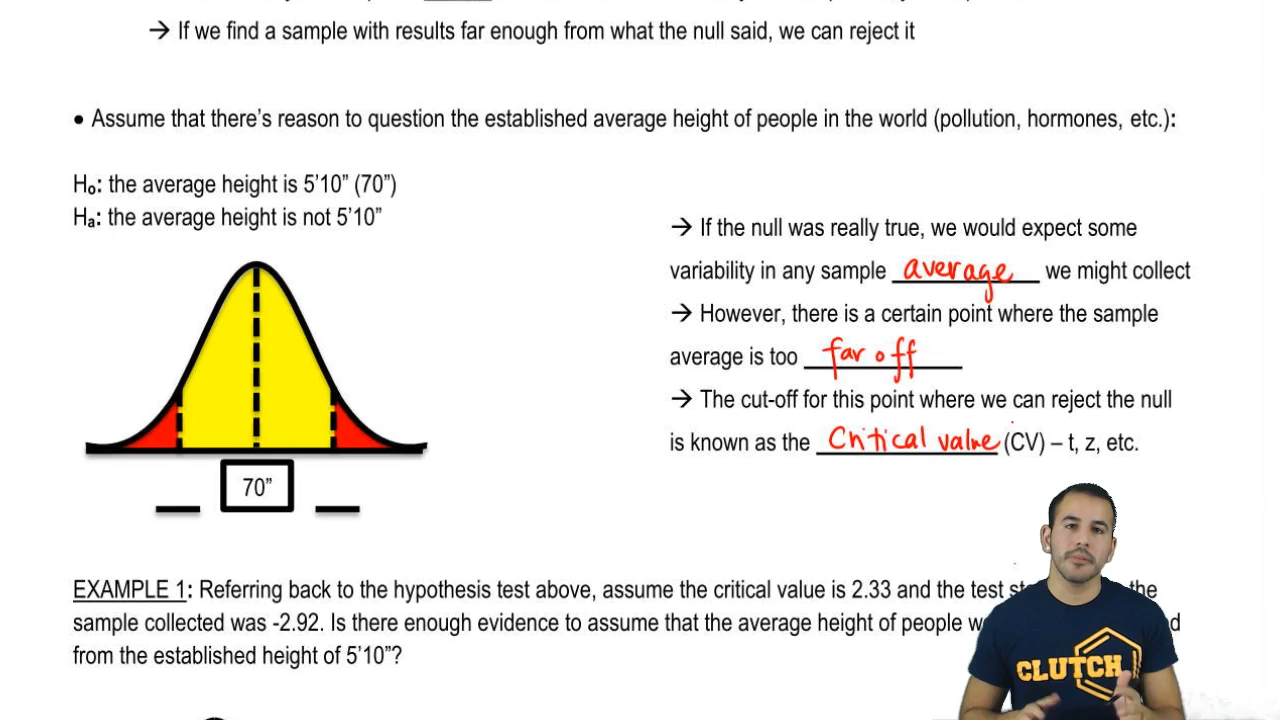 → If we find a sample with results far enough from what the null said, we can reject it
• Assume that there's reason to question the established average height of people in the world (pollution, hormones, etc.):
Hₒ: the average height is 5'10" (70")
Hₐ: the average height is not 5'10"
→ If the null was really true, we would expect some
variability in any sample average we might collect
→ However, there is a certain point where the sample
average is too far off
→ The cut-off for this point where we can reject the null
is known as the Critical value (CV) – t, z, etc.
70"
EXAMPLE 1: Referring back to the hypothesis test above, assume the critical value is 2.33 and the test the
sample collected was -2.92. Is there enough evidence to assume that the average height of people
from the established height of 5'10"?
CLUTCH